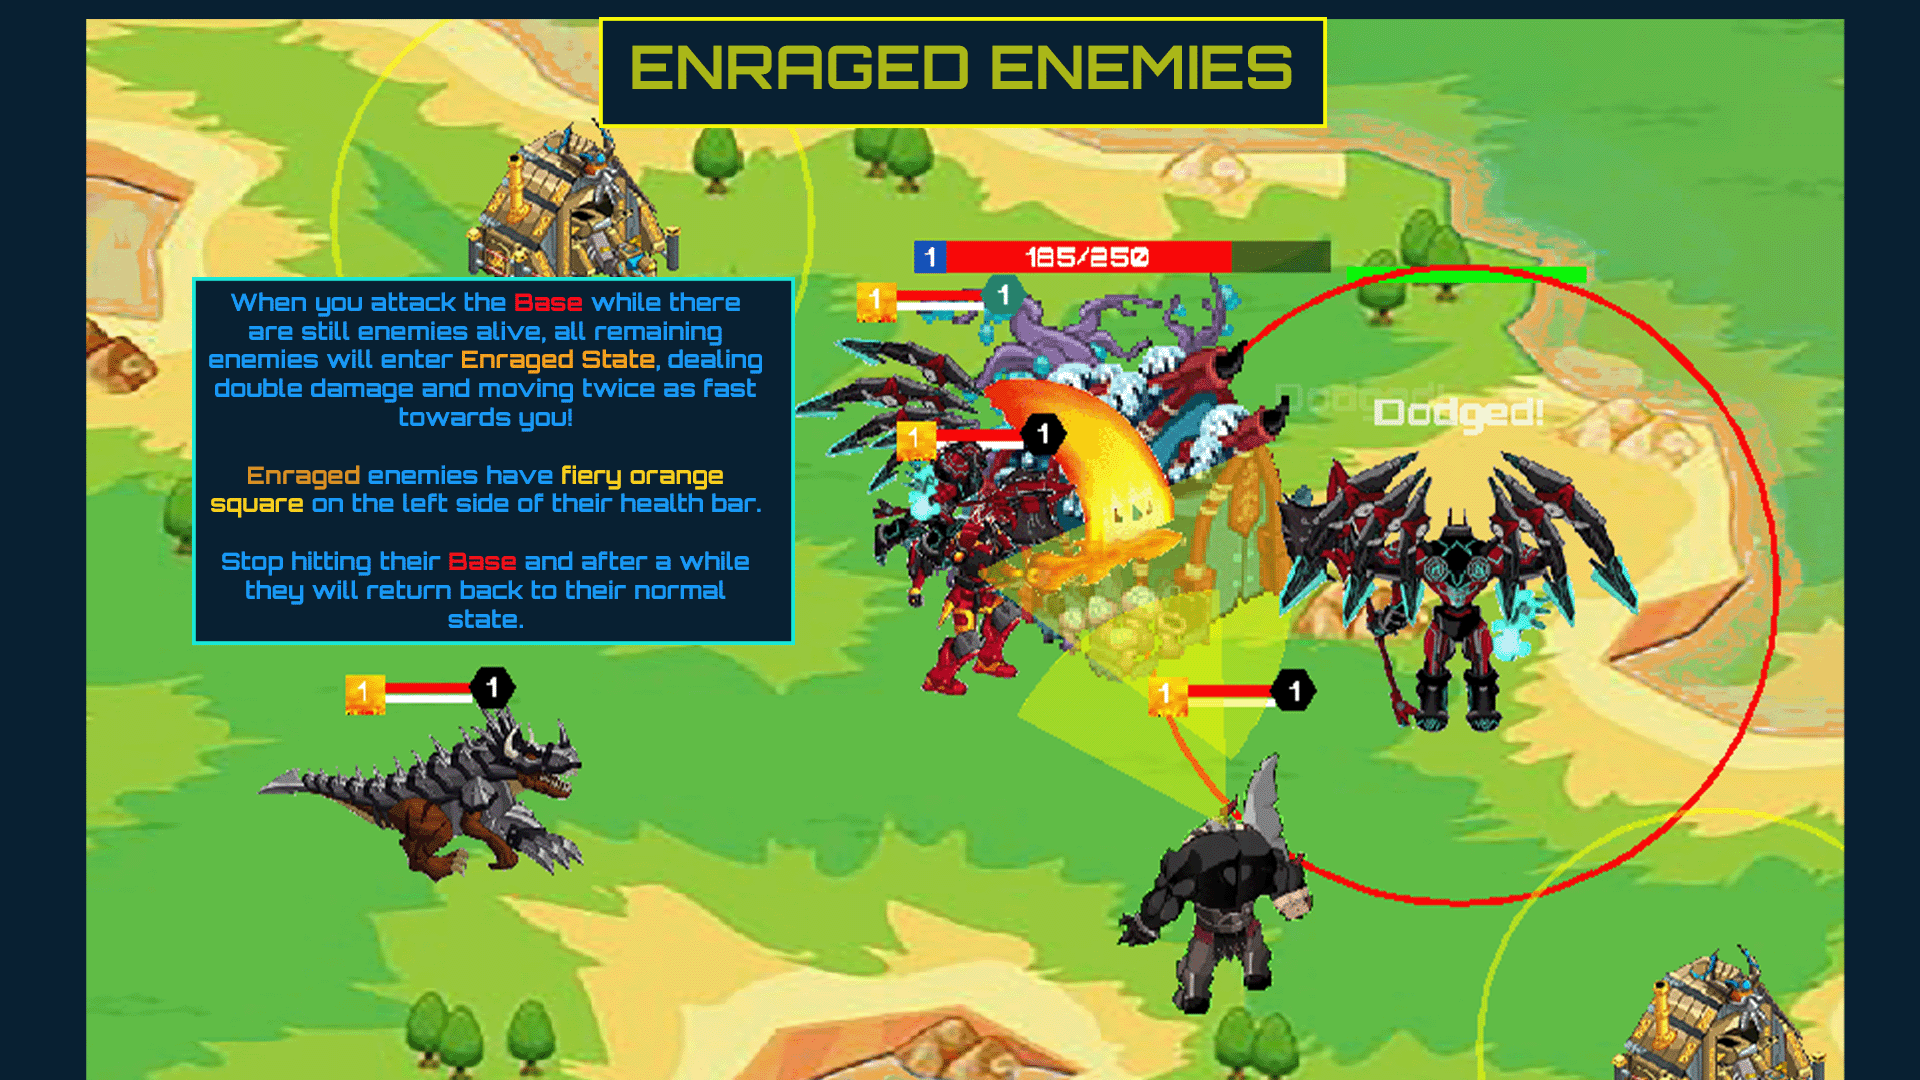 ENRAGED ENEMIES
1 185/250
1 1
When you attack the Base while there
are still enemies alive, all remaining
enemies will enter Enraged State, dealing
double damage and moving twice as fast
towards you!
Enraged enemies have fiery orange
square on the left side of their health bar.
Stop hitting their Base and after a while
they will return back to their normal
state.
Dodged!
1 1
1 1
1 1